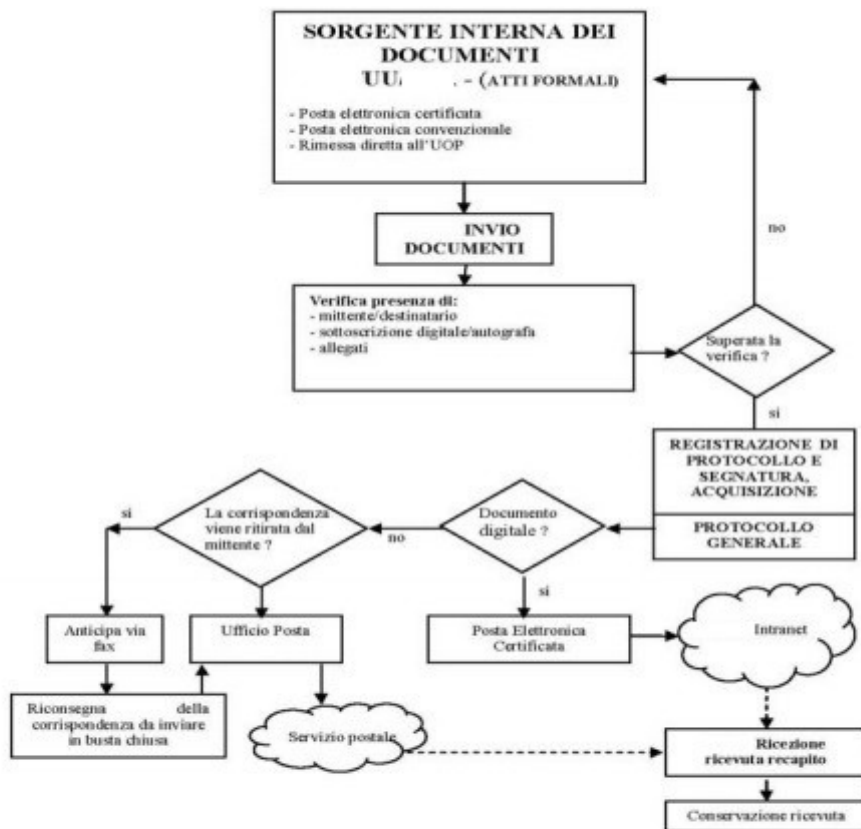 SORGENTE INTERNA DEI
DOCUMENTI
UU . - (ATTI FORMALI)
- Posta elettronica certificata
- Posta elettronica convenzionale
- Rimessa diretta all'UOP
INVIO
DOCUMENTI
no
Verifica presenza di:
- mittente/destinatario
- sottoscrizione digitale/autografa
- allegati
Superata la
verifica ?
si
REGISTRAZIONE DI
PROTOCOLLO E
SEGNATURA,
ACQUISIZIONE
PROTOCOLLO
GENERALE
si
La corrispondenza
viene ritirata dal
mittente ?
no
Documento
digitale ?
si
Anticipa via
fax
Ufficio Posta
Posta Elettronica
Certificata
Intranet
Riconsegna della
corrispondenza da inviare
in busta chiusa
Servizio postale
Ricezione
ricevuta recapito
Conservazione ricevuta